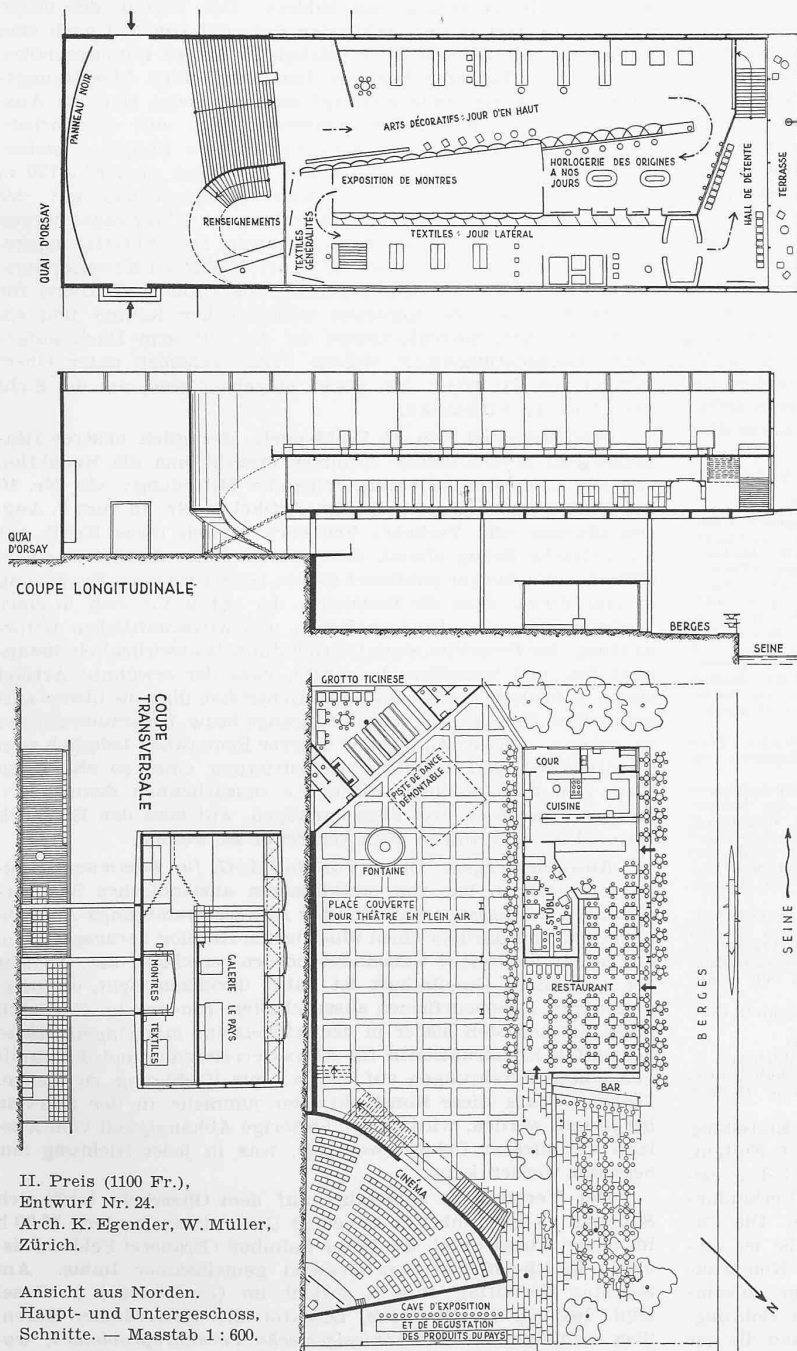 PANNEAU NOIR
QUAI D'ORSAY
RENSEIGNEMENTS
TEXTILES
GÉNÉRALITÉS
ARTS DÉCORATIFS : JOUR D'EN HAUT
EXPOSITION DE MONTRES
HORLOGERIE DES ORIGINES
A NOS
JOURS
TEXTILES : JOUR LATÉRAL
HALL DE DÉTENTE
TERRASSE
QUAI
D'ORSAY
COUPE LONGITUDINALE
BERGES
SEINE
COUPE
TRANSVERSALE
MONTRES
TEXTILES
GALERIE
LE PAYS
GROTTO TICINESE
PISTE DE DANCE
DÉMONTABLE
FONTAINE
PLACE COUVERTE
POUR THÉÂTRE EN PLEIN AIR
COUR
CUISINE
"STÜBLI"
RESTAURANT
BAR
BERGES
SEINE
CINEMA
CAVE D'EXPOSITION
ET DE DEGUSTATION
DES PRODUITS DU PAYS
N
II. Preis (1100 Fr.),
Entwurf Nr. 24.
Arch. K. Egender, W. Müller,
Zürich.
Ansicht aus Norden.
Haupt- und Untergeschoss,
Schnitte. — Masstab 1 : 600.